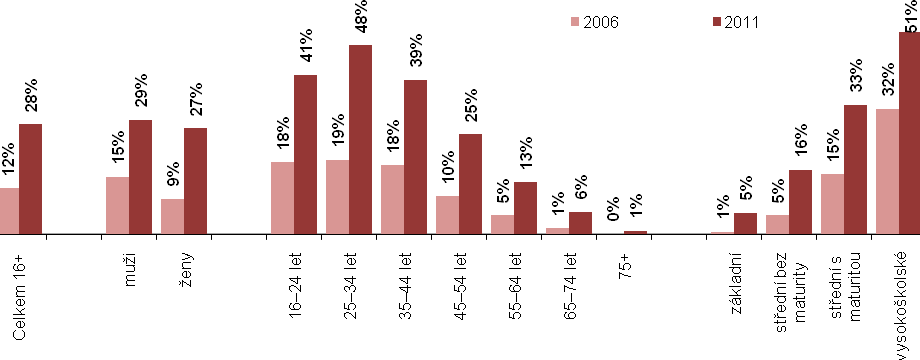 2006
2011
12%
28%
15%
29%
9%
27%
18%
41%
19%
48%
18%
39%
10%
25%
5%
13%
1%
6%
0%
1%
1%
5%
5%
16%
15%
33%
32%
51%
Celkem 16+
muži
ženy
16–24 let
25–34 let
35–44 let
45–54 let
55–64 let
65–74 let
75+
základní
střední bez
maturity
střední s
maturitou
vysokoškolské